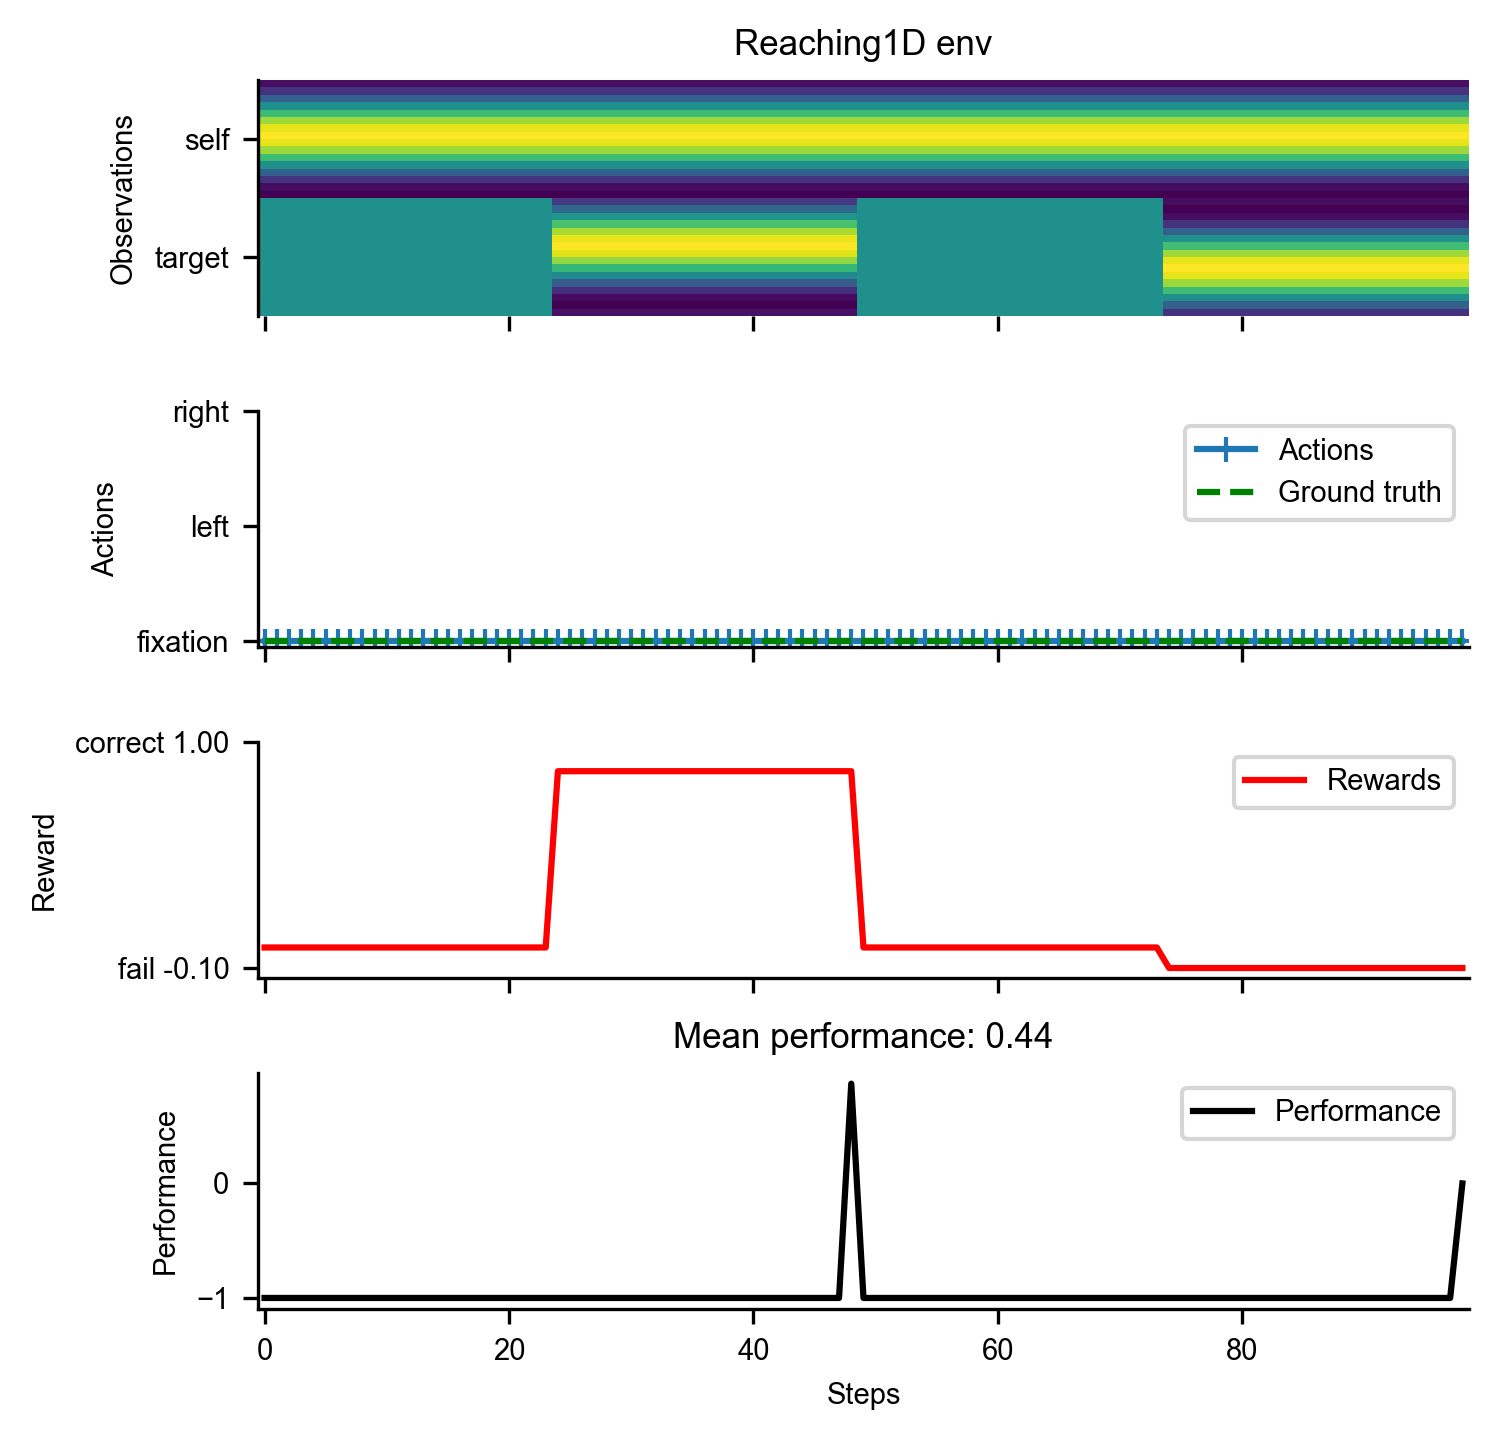 Reaching1D env
Observations
self
target
Actions
right
left
fixation
Actions
Ground truth
Reward
correct 1.00
fail -0.10
Rewards
Mean performance: 0.44
Performance
0
−1
Performance
0 20 40 60 80
Steps